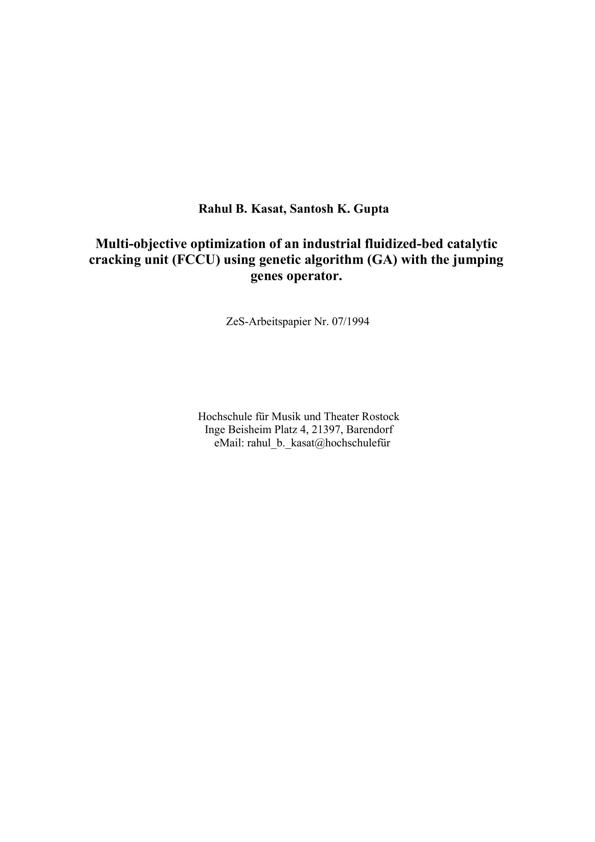 Rahul B. Kasat, Santosh K. Gupta
Multi-objective optimization of an industrial fluidized-bed catalytic
cracking unit (FCCU) using genetic algorithm (GA) with the jumping
genes operator.
ZeS-Arbeitspapier Nr. 07/1994
Hochschule für Musik und Theater Rostock
Inge Beisheim Platz 4, 21397, Barendorf
eMail: rahul_b._kasat@hochschulefür